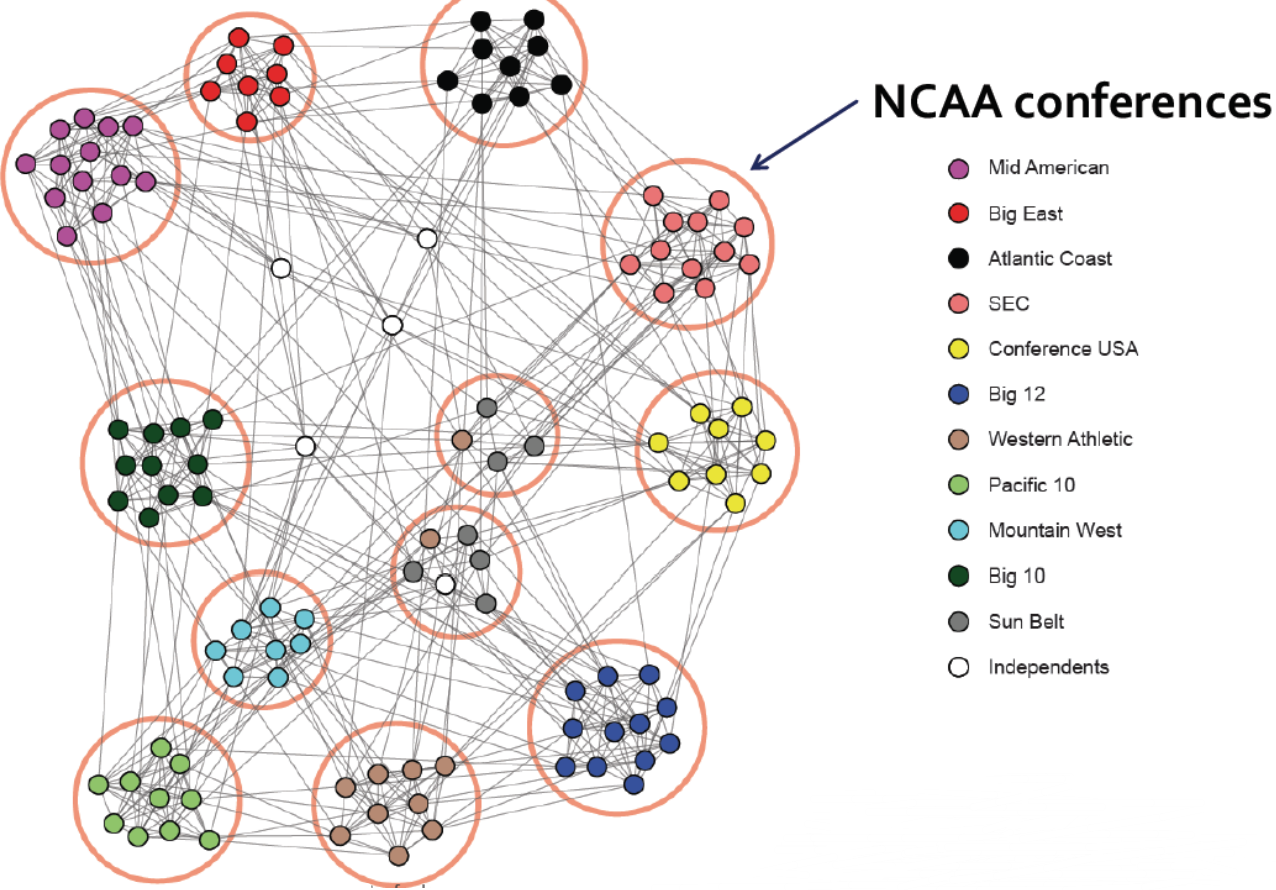 NCAA conferences
Mid American
Big East
Atlantic Coast
SEC
Conference USA
Big 12
Western Athletic
Pacific 10
Mountain West
Big 10
Sun Belt
Independents